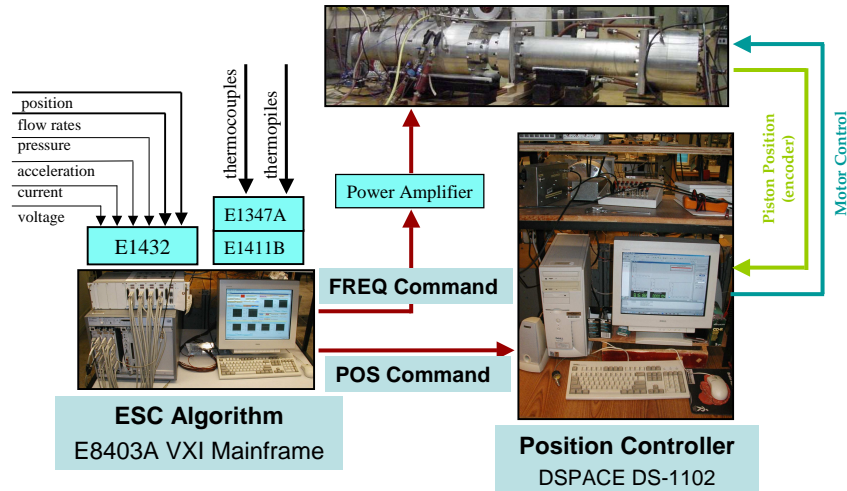 position
flow rates
pressure
acceleration
current
voltage
thermocouples
thermopiles
E1432
E1347A
E1411B
Power Amplifier
FREQ Command
POS Command
Piston Position
(encoder)
Motor Control
ESC Algorithm
E8403A VXI Mainframe
Position Controller
DSPACE DS-1102